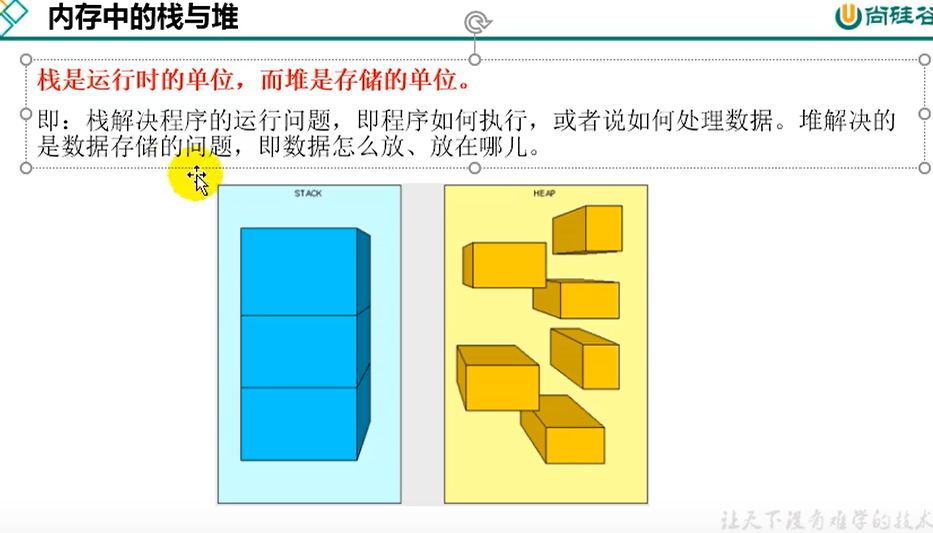 内存中的栈与堆
尚硅谷
栈是运行时的单位，而堆是存储的单位。
即：栈解决程序的运行问题，即程序如何执行，或者说如何处理数据。堆解决的
是数据存储的问题，即数据怎么放、放在哪儿。
STACK
HEAP
让天下没有难学的技术